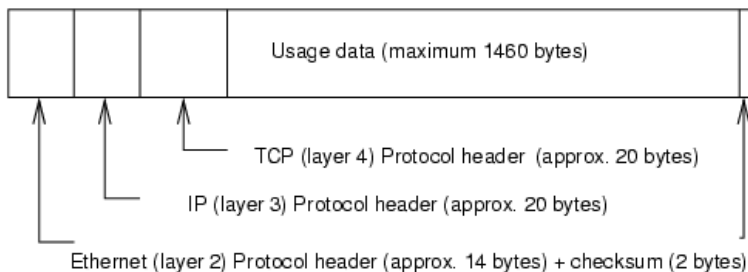 Usage data (maximum 1460 bytes)
TCP (layer 4) Protocol header (approx. 20 bytes)
IP (layer 3) Protocol header (approx. 20 bytes)
Ethernet (layer 2) Protocol header (approx. 14 bytes) + checksum (2 bytes)